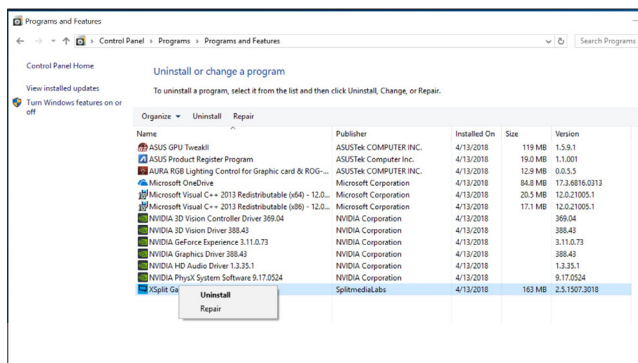 Programs and Features
Control Panel > Programs > Programs and Features
Search Programs
Control Panel Home
View installed updates
Turn Windows features on or
off
Uninstall or change a program
To uninstall a program, select it from the list and then click Uninstall, Change, or Repair.
Organize Uninstall Repair
Name Publisher Installed On Size Version
ASUS GPU TweakII ASUSTek COMPUTER INC. 4/13/2018 119 MB 1.5.9.1
ASUS Product Register Program ASUSTek Computer Inc. 4/13/2018 19.0 MB 1.1.001
AURA RGB Lighting Control for Graphic card & ROG-... ASUSTek COMPUTER INC. 4/13/2018 12.9 MB 0.0.5.5
Microsoft OneDrive Microsoft Corporation 4/13/2018 84.8 MB 17.3.6816.0313
Microsoft Visual C++ 2013 Redistributable (x64) - 12.0... Microsoft Corporation 4/13/2018 20.5 MB 12.0.21005.1
Microsoft Visual C++ 2013 Redistributable (x86) - 12.0... Microsoft Corporation 4/13/2018 17.1 MB 12.0.21005.1
NVIDIA 3D Vision Controller Driver 369.04 NVIDIA Corporation 4/13/2018 369.04
NVIDIA 3D Vision Driver 388.43 NVIDIA Corporation 4/13/2018 388.43
NVIDIA GeForce Experience 3.11.0.73 NVIDIA Corporation 4/13/2018 3.11.0.73
NVIDIA Graphics Driver 388.43 NVIDIA Corporation 4/13/2018 388.43
NVIDIA HD Audio Driver 1.3.35.1 NVIDIA Corporation 4/13/2018 1.3.35.1
NVIDIA PhysX System Software 9.17.0524 NVIDIA Corporation 4/13/2018 9.17.0524
XSplit Ga SplitmediaLabs 4/13/2018 163 MB 2.5.1507.3018
Uninstall
Repair